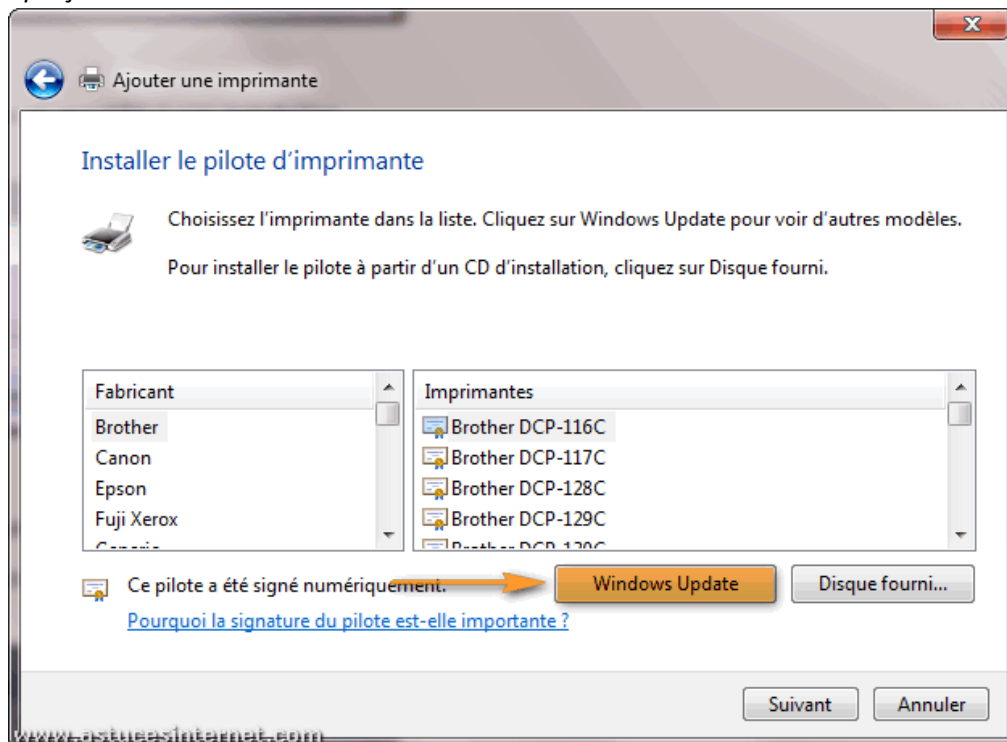 Ajouter une imprimante
Installer le pilote d'imprimante
Choisissez l'imprimante dans la liste. Cliquez sur Windows Update pour voir d'autres modèles.
Pour installer le pilote à partir d'un CD d'installation, cliquez sur Disque fourni.
Fabricant
Brother
Canon
Epson
Fuji Xerox
Imprimantes
Brother DCP-116C
Brother DCP-117C
Brother DCP-128C
Brother DCP-129C
Ce pilote a été signé numériquement.
Windows Update
Disque fourni...
Pourquoi la signature du pilote est-elle importante ?
Suivant
Annuler
www.astucesinternet.com